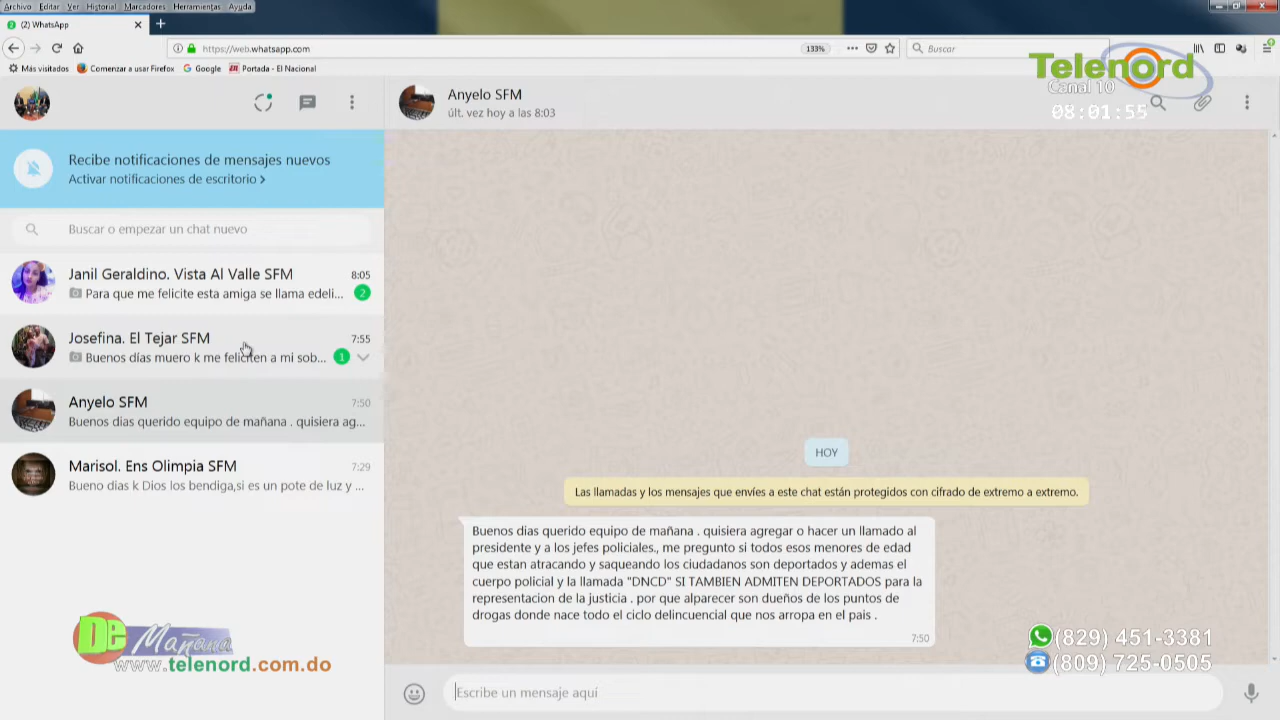 Archivo Editar Ver Historial Marcadores Herramientas Ayuda
(2) WhatsApp
https://web.whatsapp.com
133%
Buscar
Más visitados Comenzar a usar Firefox Google Portada - El Nacional
Telenord
Canal 10
08:01:55
Anyelo SFM
últ. vez hoy a las 8:03
Recibe notificaciones de mensajes nuevos
Activar notificaciones de escritorio >
Buscar o empezar un chat nuevo
Janil Geraldino. Vista Al Valle SFM 8:05
Para que me felicite esta amiga se llama edeli... 2
Josefina. El Tejar SFM 7:55
Buenos días muero k me feliciten a mi sob... 1
Anyelo SFM 7:50
Buenos dias querido equipo de mañana . quisiera ag...
Marisol. Ens Olimpia SFM 7:29
Bueno dias k Dios los bendiga,si es un pote de luz y ...
HOY
Las llamadas y los mensajes que envíes a este chat están protegidos con cifrado de extremo a extremo.
Buenos dias querido equipo de mañana . quisiera agregar o hacer un llamado al
presidente y a los jefes policiales., me pregunto si todos esos menores de edad
que estan atracando y saqueando los ciudadanos son deportados y ademas el
cuerpo policial y la llamada "DNCD" SI TAMBIEN ADMITEN DEPORTADOS para la
representacion de la justicia . por que alparecer son dueños de los puntos de
drogas donde nace todo el ciclo delincuencial que nos arropa en el pais .
7:50
De Mañana
www.telenord.com.do
(829) 451-3381
(809) 725-0505
Escribe un mensaje aquí